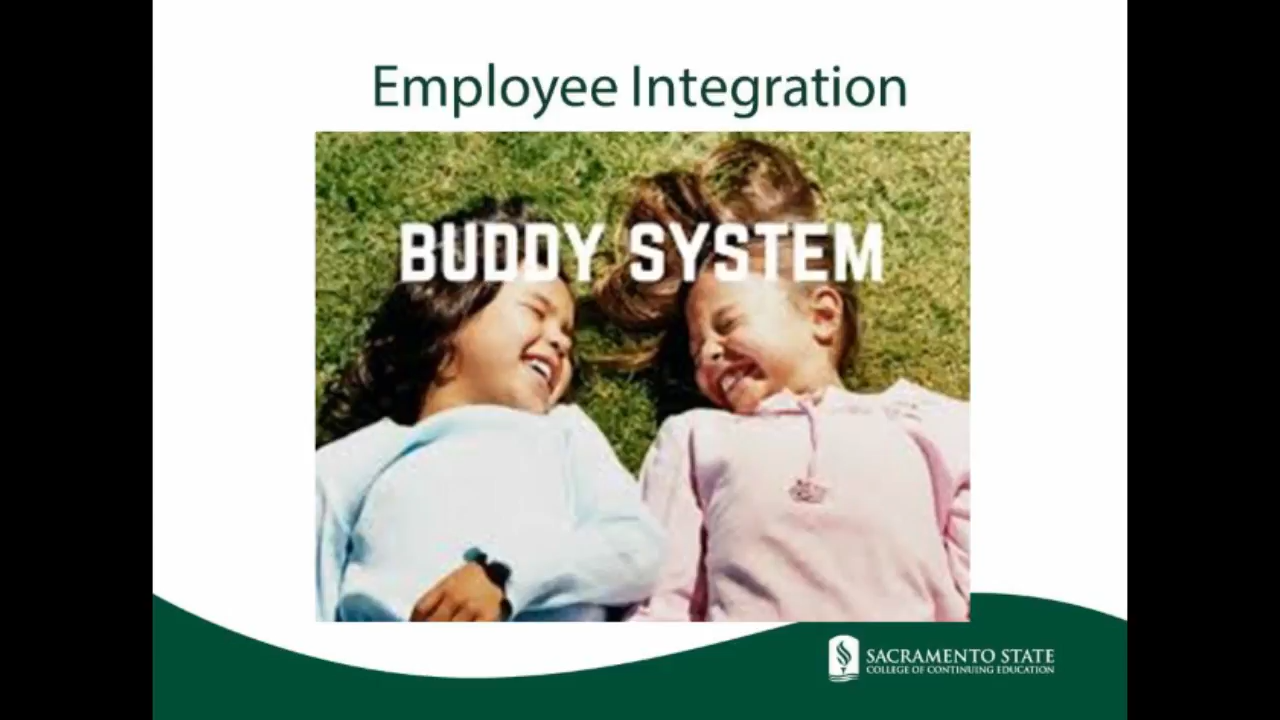 Employee Integration
BUDDY SYSTEM
SACRAMENTO STATE
COLLEGE OF CONTINUING EDUCATION